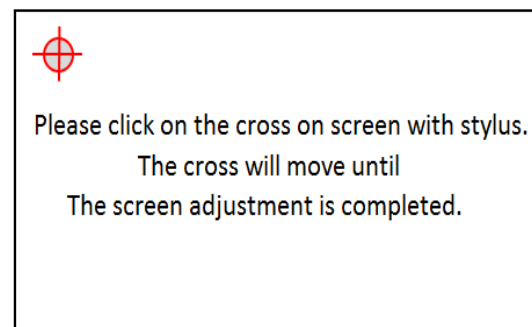 Please click on the cross on screen with stylus.
The cross will move until
The screen adjustment is completed.